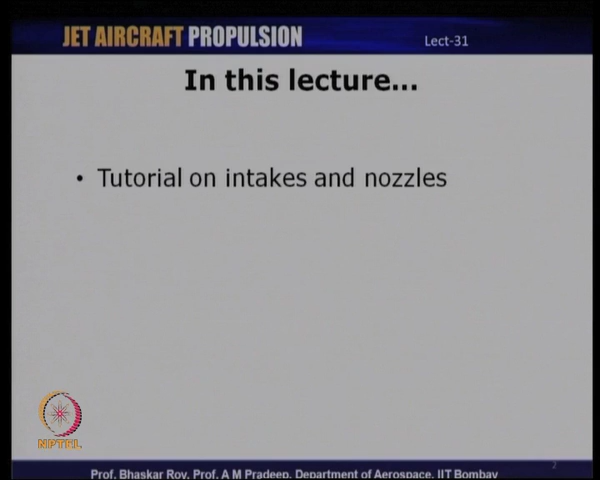 JET AIRCRAFT PROPULSION
Lect-31
In this lecture...
• Tutorial on intakes and nozzles
NPTEL
2
Prof. Bhaskar Roy, Prof. A M Pradeep, Department of Aerospace, IIT Bombay